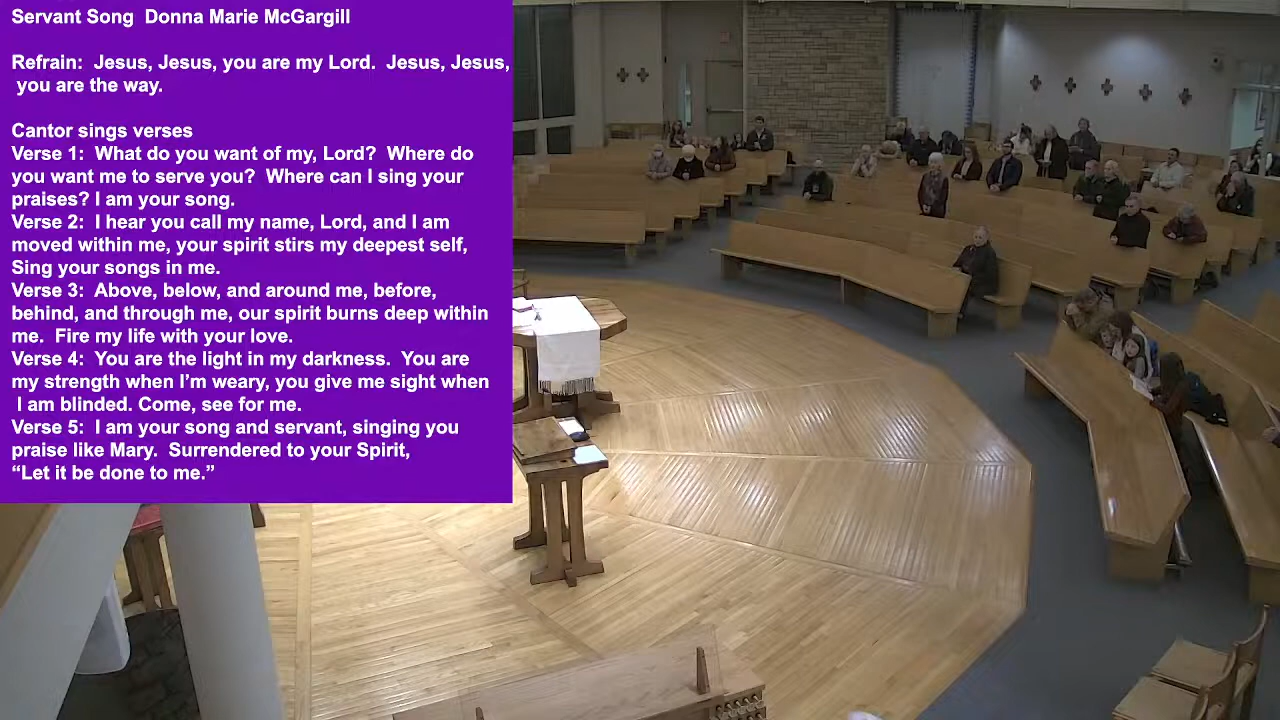 Servant Song  Donna Marie McGargill
Refrain:  Jesus, Jesus, you are my Lord.  Jesus, Jesus,
you are the way.
Cantor sings verses
Verse 1:  What do you want of my, Lord?  Where do
you want me to serve you?  Where can I sing your
praises? I am your song.
Verse 2:  I hear you call my name, Lord, and I am
moved within me, your spirit stirs my deepest self,
Sing your songs in me.
Verse 3:  Above, below, and around me, before,
behind, and through me, our spirit burns deep within
me.  Fire my life with your love.
Verse 4:  You are the light in my darkness.  You are
my strength when I’m weary, you give me sight when
I am blinded. Come, see for me.
Verse 5:  I am your song and servant, singing you
praise like Mary.  Surrendered to your Spirit,
“Let it be done to me.”